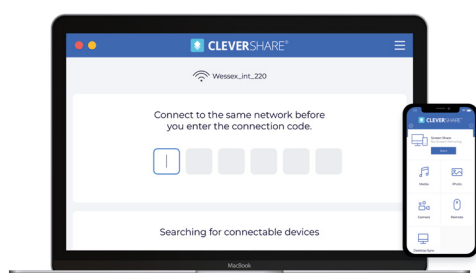 CLEVERSHARE®
Wessex_int_220
Connect to the same network before
you enter the connection code.
Searching for connectable devices
MacBook
CLEVERSHARE
Screen Share
Start
Media
Photo
Camera
Remote
Desktop Sync